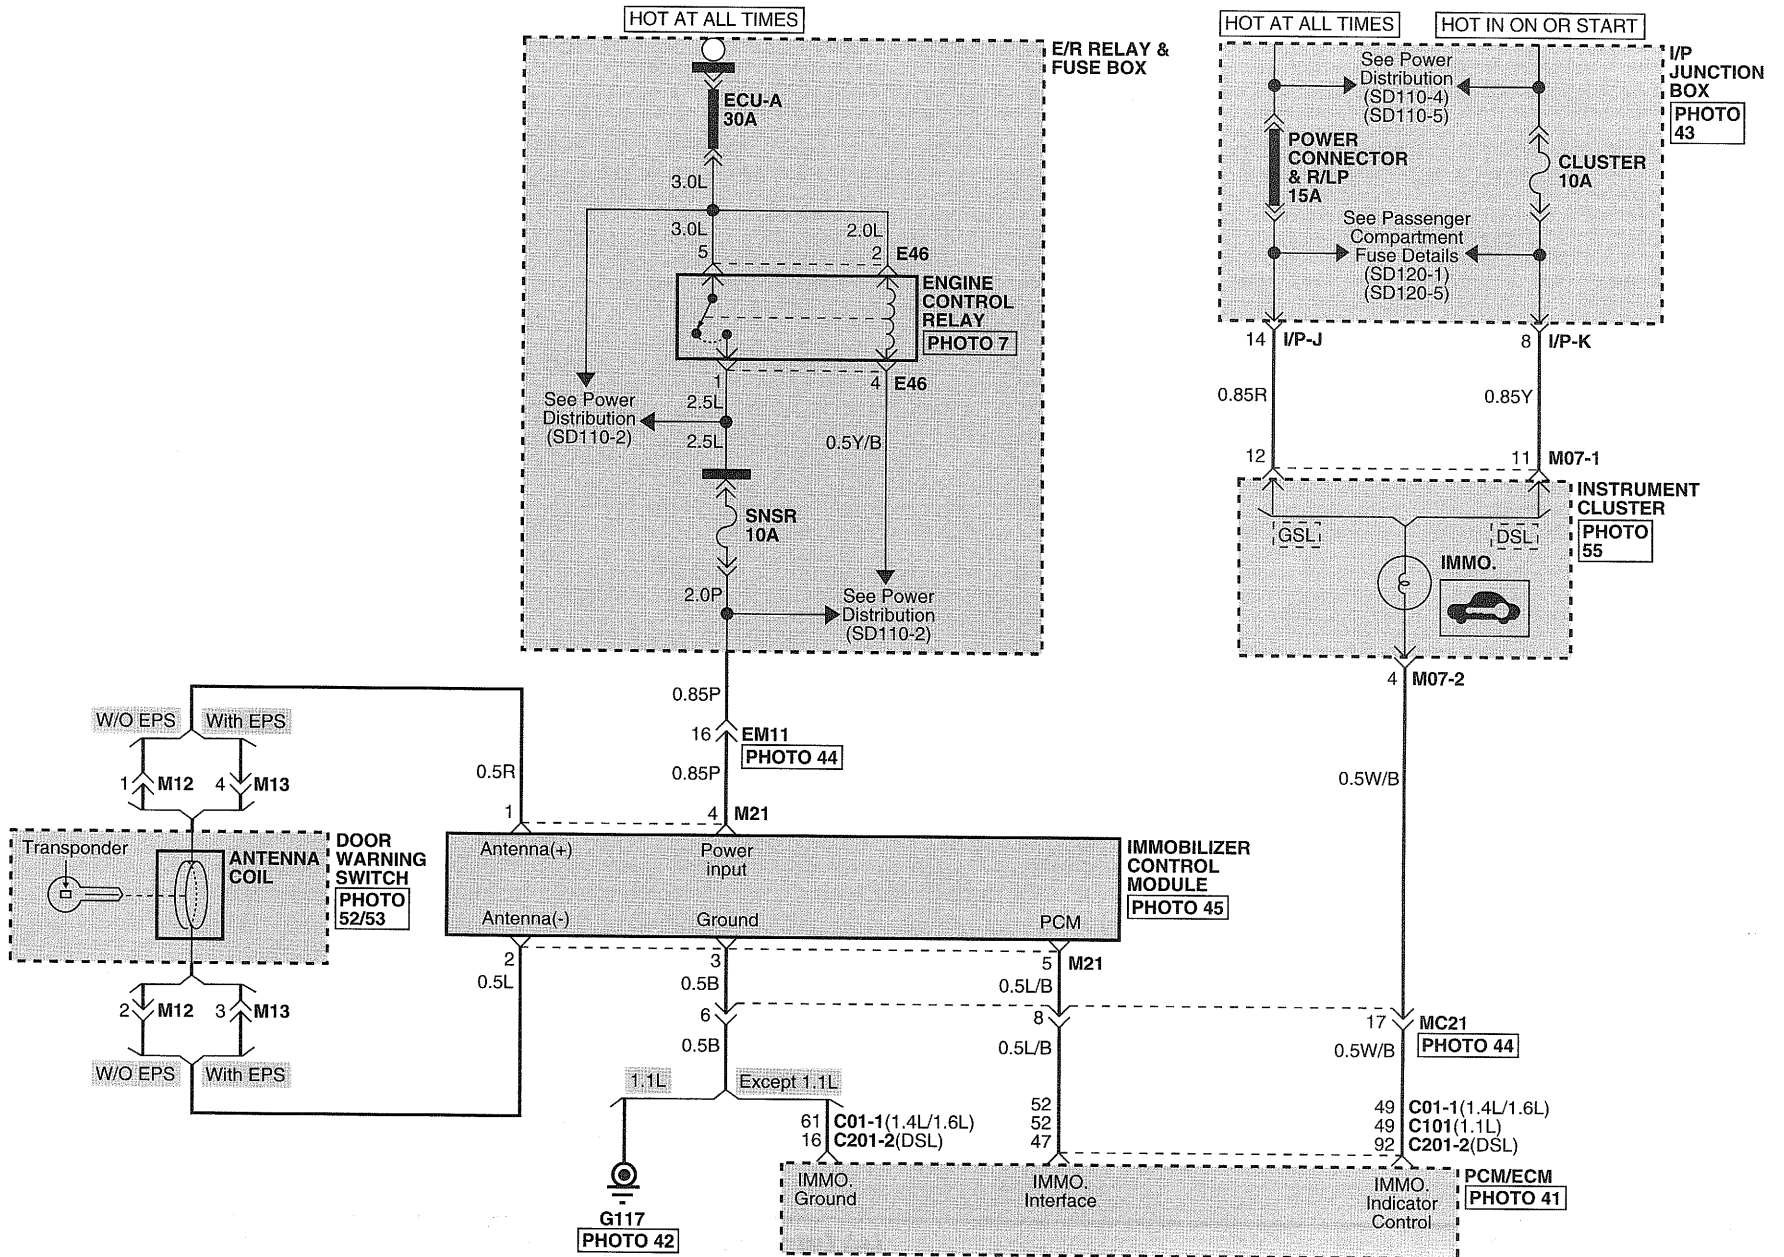 HOT AT ALL TIMES
HOT AT ALL TIMES
HOT IN ON OR START
E/R RELAY &
FUSE BOX
ECU-A
30A
3.0L
3.0L
2.0L
5
2
E46
ENGINE
CONTROL
RELAY
PHOTO 7
1
4
E46
See Power
Distribution
(SD110-2)
2.5L
2.5L
0.5Y/B
SNSR
10A
2.0P
See Power
Distribution
(SD110-2)
See Power
Distribution
(SD110-4)
(SD110-5)
I/P
JUNCTION
BOX
PHOTO
43
POWER
CONNECTOR
& R/LP
15A
CLUSTER
10A
See Passenger
Compartment
Fuse Details
(SD120-1)
(SD120-5)
14
I/P-J
8
I/P-K
0.85R
0.85Y
12
11
M07-1
INSTRUMENT
CLUSTER
PHOTO
55
GSL
DSL
IMMO.
4
M07-2
0.85P
16
EM11
PHOTO 44
0.85P
0.5W/B
W/O EPS
With EPS
1
M12
4
M13
0.5R
1
4
M21
Transponder
ANTENNA
COIL
DOOR
WARNING
SWITCH
PHOTO
52/53
Antenna(+)
Power
input
Antenna(-)
Ground
PCM
IMMOBILIZER
CONTROL
MODULE
PHOTO 45
2
M12
3
M13
W/O EPS
With EPS
2
0.5L
3
0.5B
5
M21
0.5L/B
6
8
17
MC21
PHOTO 44
0.5B
0.5L/B
0.5W/B
1.1L
Except 1.1L
61
C01-1(1.4L/1.6L)
16
C201-2(DSL)
52
52
47
49
C01-1(1.4L/1.6L)
49
C101(1.1L)
92
C201-2(DSL)
G117
PHOTO 42
IMMO.
Ground
IMMO.
Interface
IMMO.
Indicator
Control
PCM/ECM
PHOTO 41